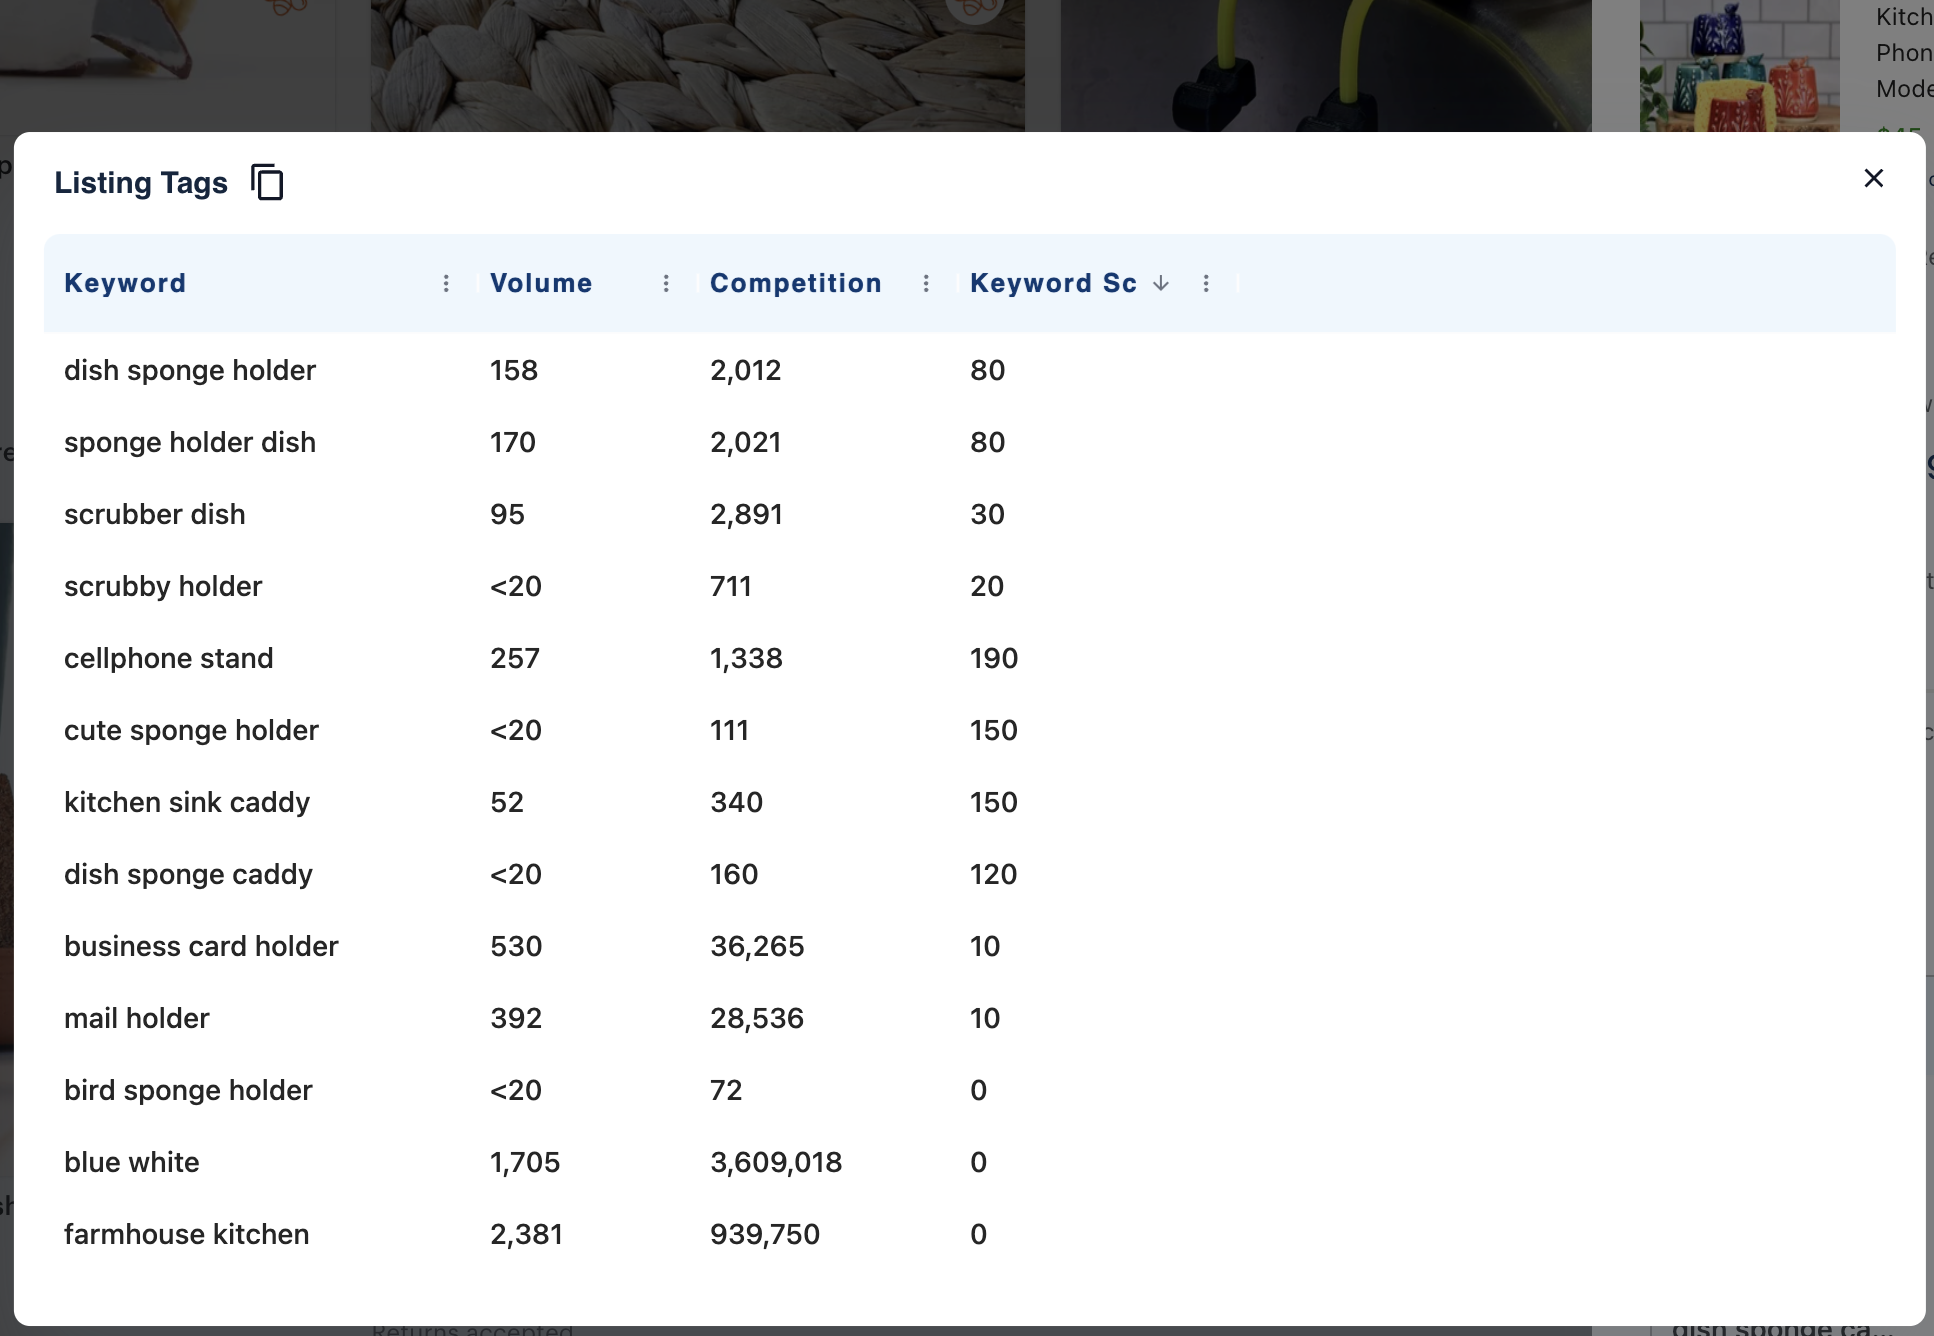 Kitch
Phon
Mode
Listing Tags
Keyword Volume Competition Keyword Sc
dish sponge holder 158 2,012 80
sponge holder dish 170 2,021 80
scrubber dish 95 2,891 30
scrubby holder <20 711 20
cellphone stand 257 1,338 190
cute sponge holder <20 111 150
kitchen sink caddy 52 340 150
dish sponge caddy <20 160 120
business card holder 530 36,265 10
mail holder 392 28,536 10
bird sponge holder <20 72 0
blue white 1,705 3,609,018 0
farmhouse kitchen 2,381 939,750 0
Returns accepted
dish sponge ca...